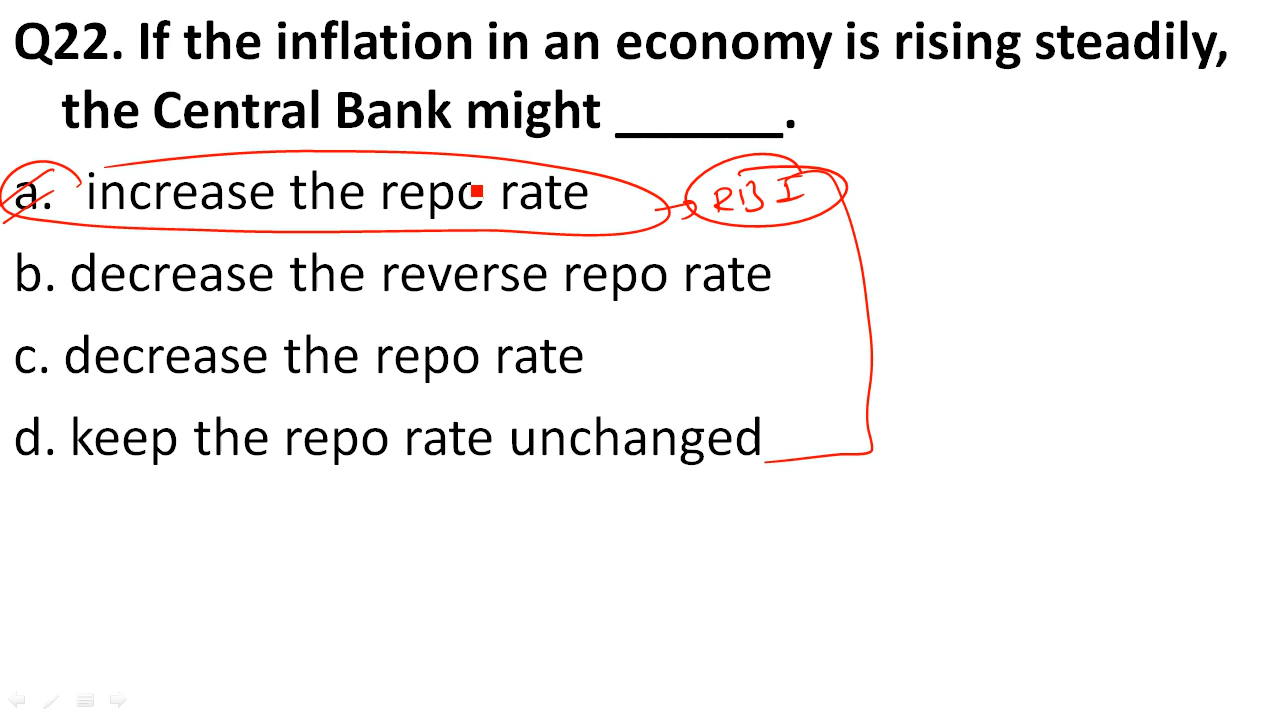 Q22. If the inflation in an economy is rising steadily,
the Central Bank might _______.
a. increase the repo rate
RBI
b. decrease the reverse repo rate
c. decrease the repo rate
d. keep the repo rate unchanged